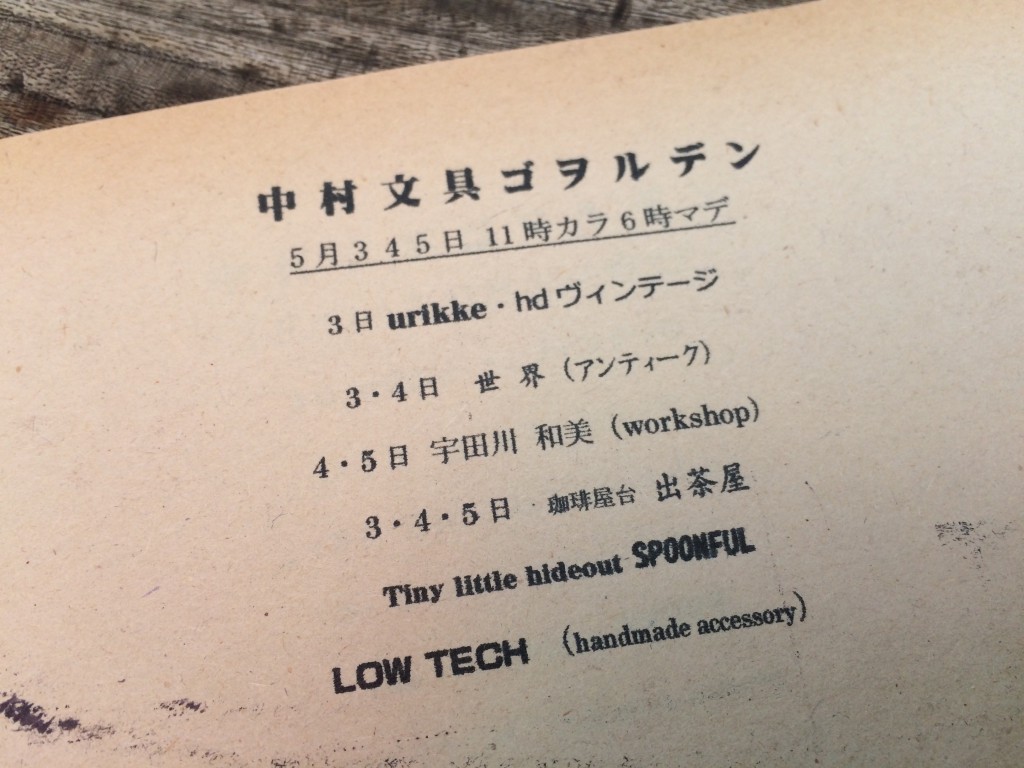 中村文具ゴヲルテン
5月3 4 5日 11時カラ6時マデ
3日 urikke・hdヴィンテージ
3・4日 世界（アンティーク）
4・5日 宇田川 和美（workshop）
3・4・5日 珈琲屋台 出茶屋
Tiny little hideout SPOONFUL
LOW TECH （handmade accessory）